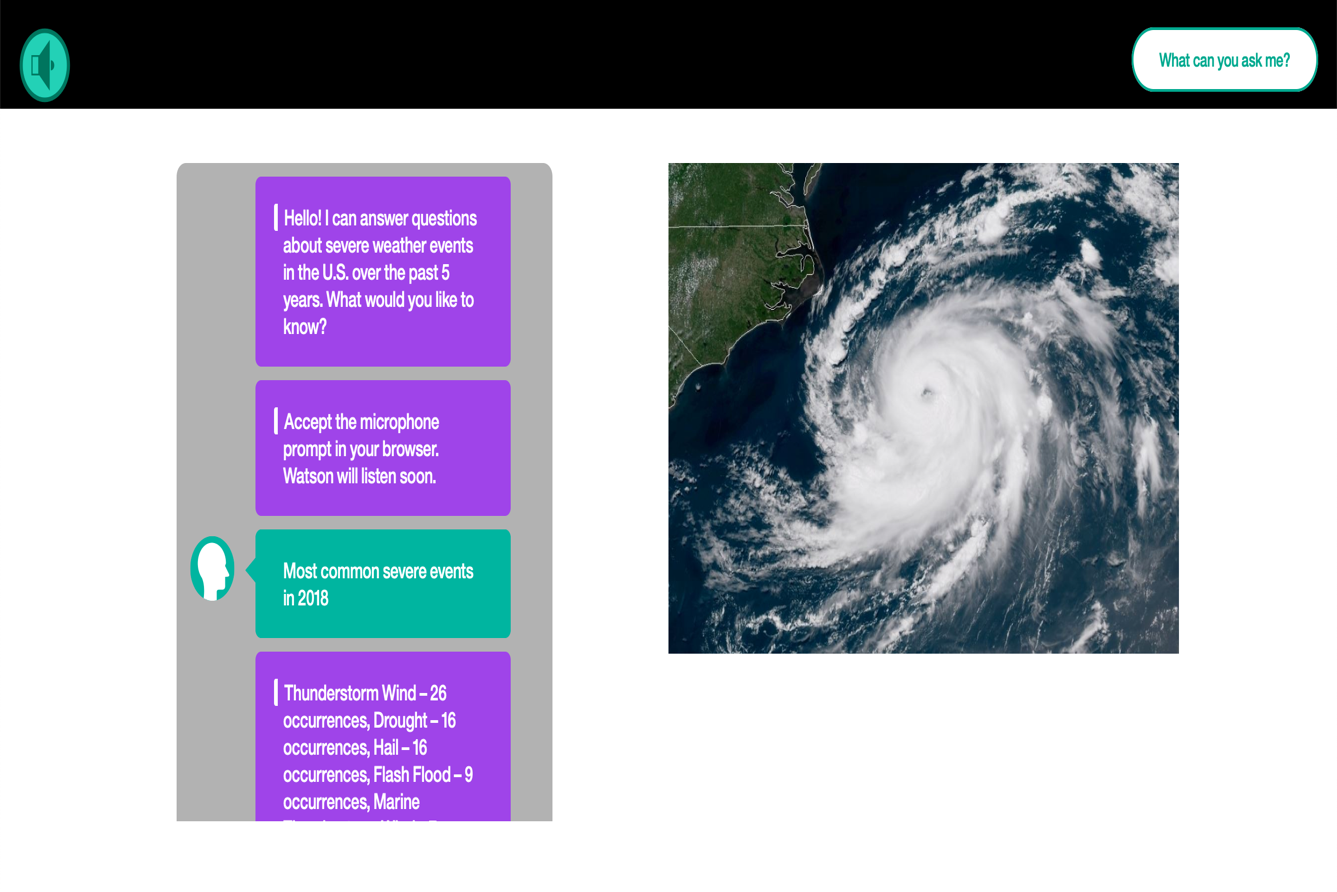 What can you ask me?
Hello! I can answer questions
about severe weather events
in the U.S. over the past 5
years. What would you like to
know?
Accept the microphone
prompt in your browser.
Watson will listen soon.
Most common severe events
in 2018
Thunderstorm Wind – 26
occurrences, Drought – 16
occurrences, Hail – 16
occurrences, Flash Flood – 9
occurrences, Marine